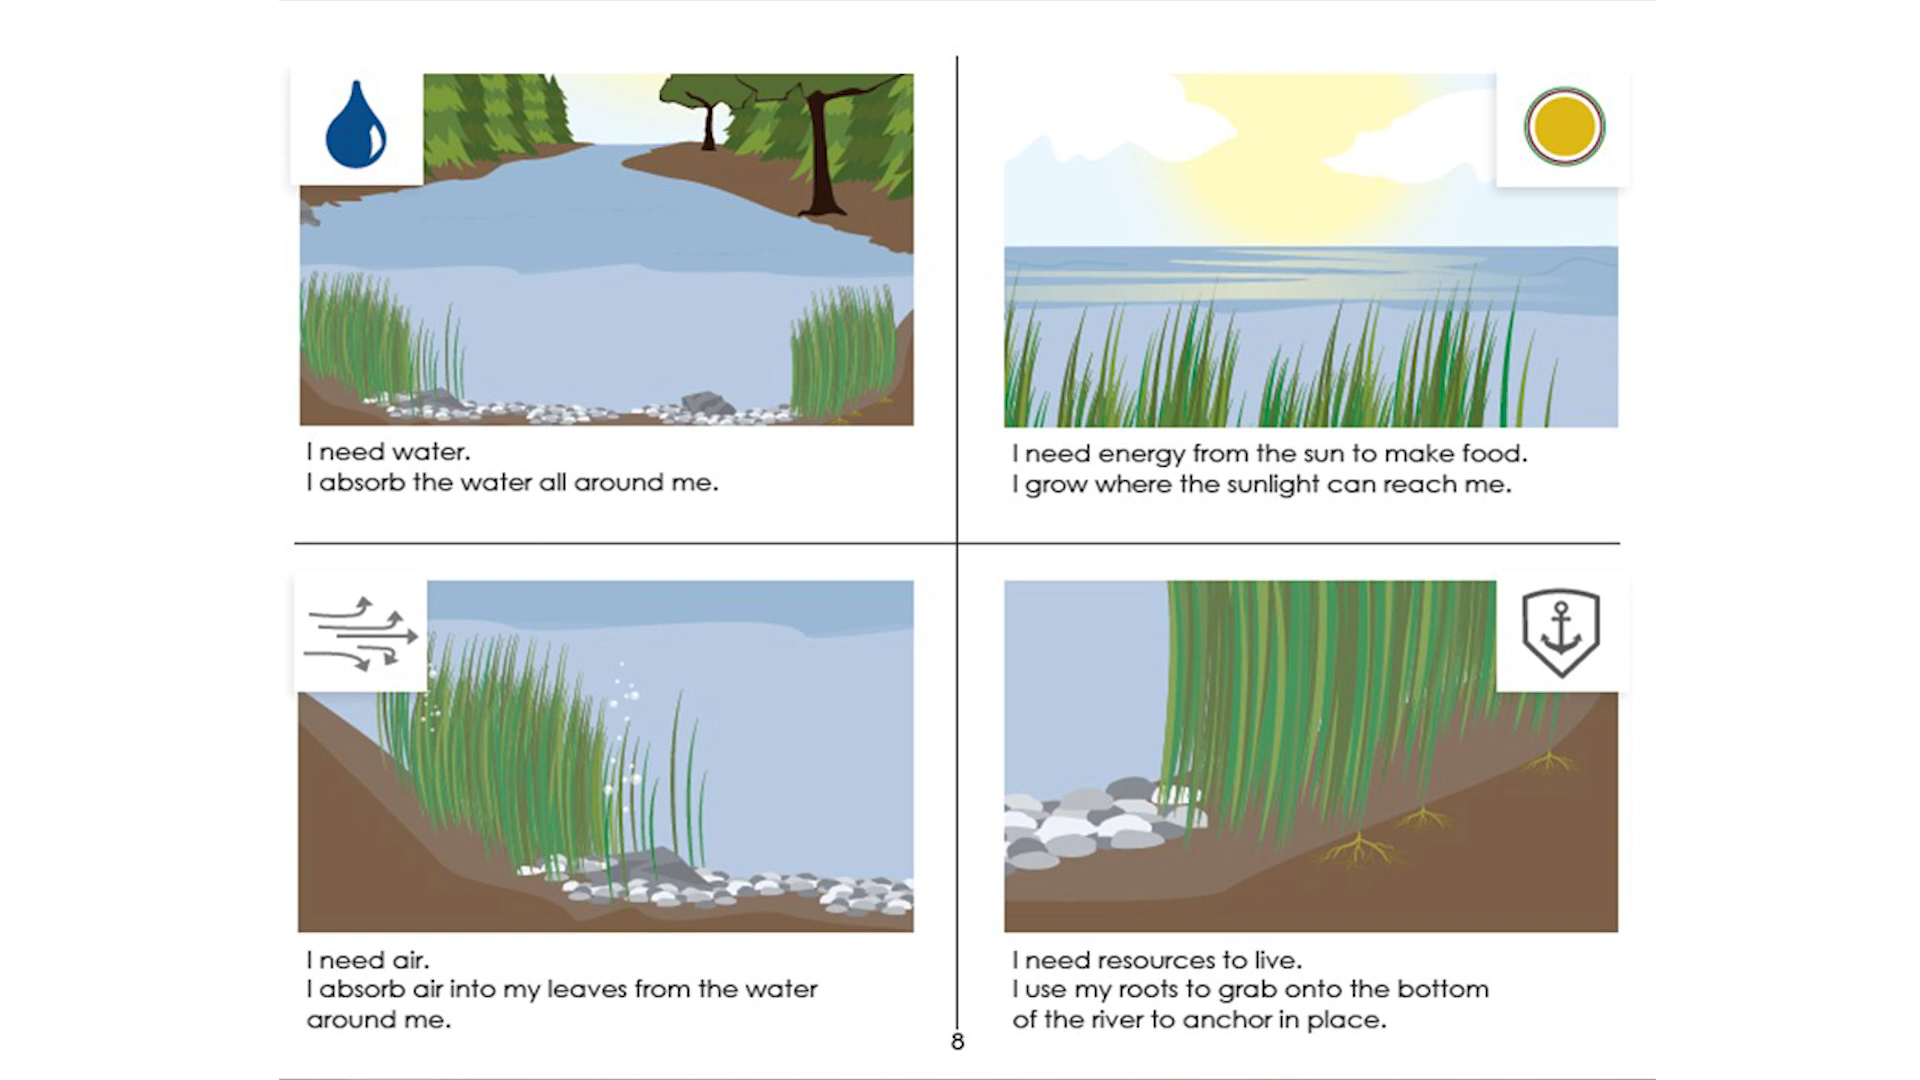 I need water.
I absorb the water all around me.
I need energy from the sun to make food.
I grow where the sunlight can reach me.
I need air.
I absorb air into my leaves from the water
around me.
I need resources to live.
I use my roots to grab onto the bottom
of the river to anchor in place.
8